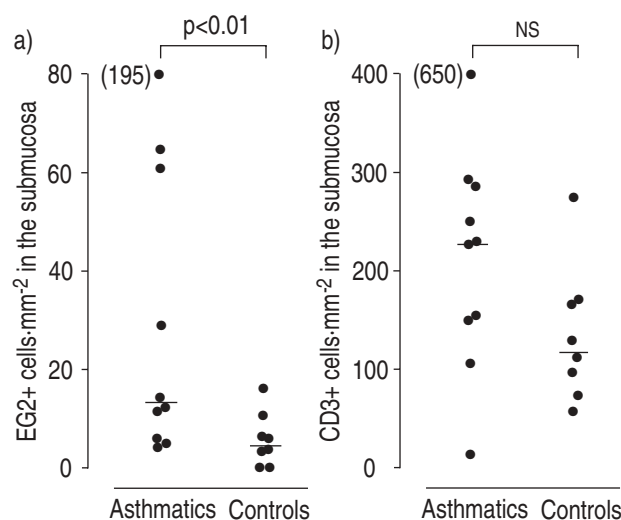 a)
p<0.01
EG2+ cells·mm-2 in the submucosa
80
(195)
60
40
20
0
Asthmatics Controls
b)
NS
CD3+ cells·mm-2 in the submucosa
400
(650)
300
200
100
0
Asthmatics Controls